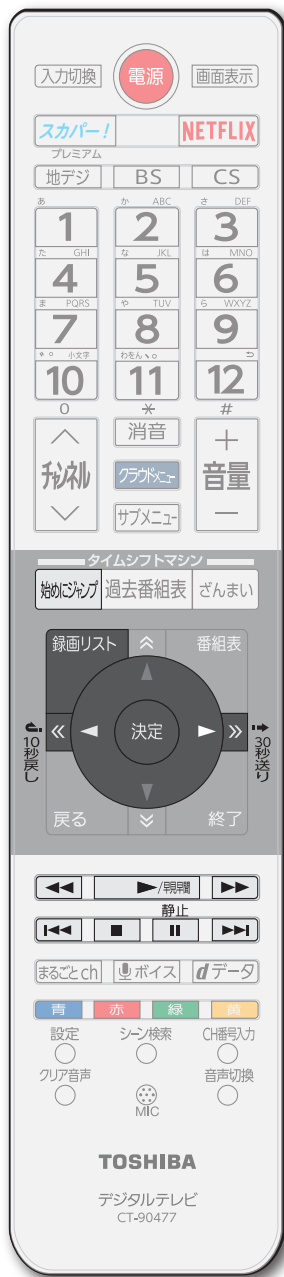 入力切換 電源 画面表示
スカパー! NETFLIX
プレミアム
地デジ BS CS
あ か ABC さ DEF
1 2 3
た GHI な JKL は MNO
4 5 6
ま PQRS や TUV ら WXYZ
7 8 9
゛゜ 小文字 わをん、。
10 11 12
0 * #
チャンネル 消音 + 音量 −
クラウドメニュー
サブメニュー
タイムシフトマシン
始めにジャンプ 過去番組表 ざんまい
録画リスト 番組表
10秒戻し 決定 30秒送り
戻る 終了
/早見早聞
静止
まるごとch ボイス dデータ
青 赤 緑 黄
設定 シーン検索 CH番号入力
クリア音声 音声切換
MIC
TOSHIBA
デジタルテレビ
CT-90477